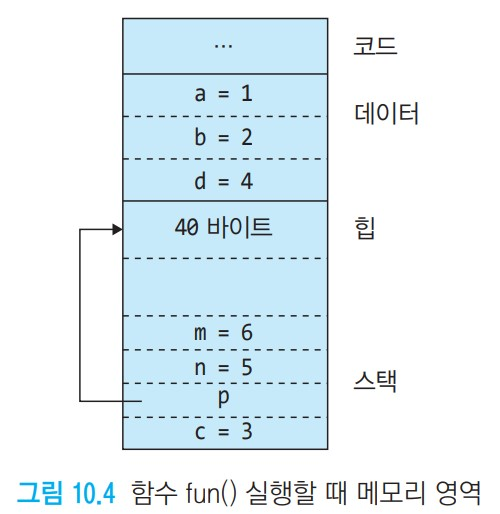 ...
코드
a = 1
데이터
b = 2
d = 4
40 바이트
힙
m = 6
n = 5
스택
p
c = 3
그림 10.4 함수 fun() 실행할 때 메모리 영역